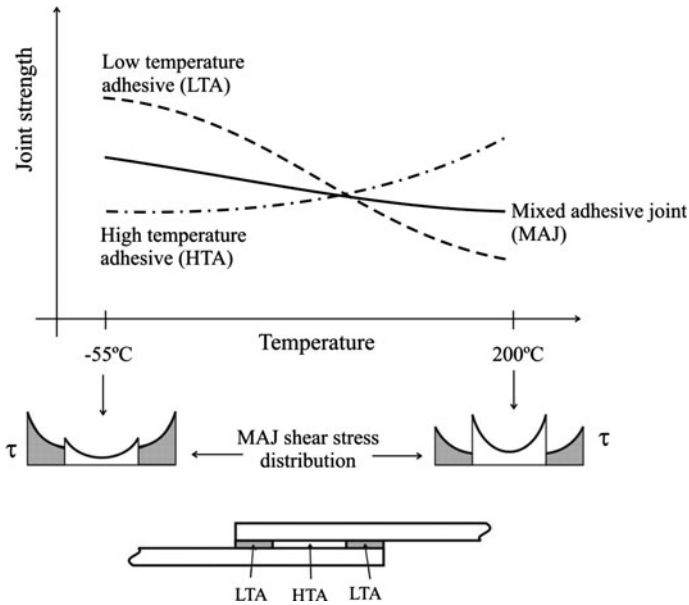 Joint strength
Low temperature
adhesive (LTA)
High temperature
adhesive (HTA)
Mixed adhesive joint
(MAJ)
Temperature
-55ºC
200ºC
τ
MAJ shear stress
distribution
τ
LTA
HTA
LTA